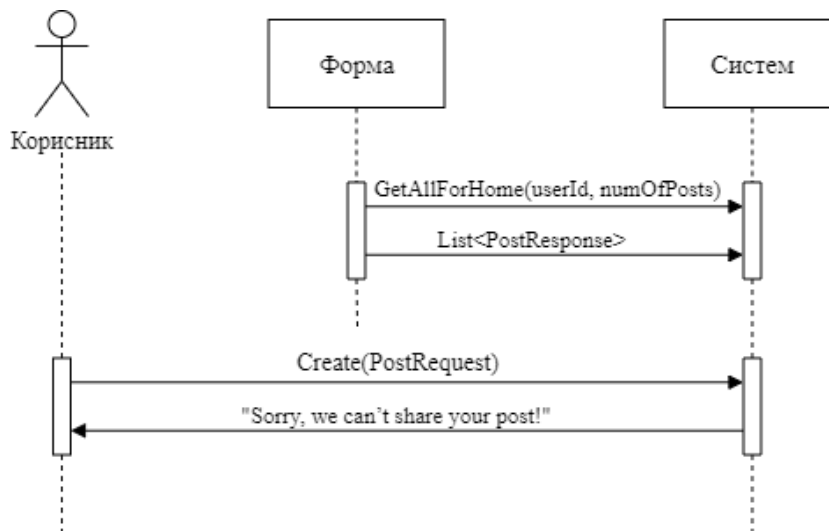 Форма
Систем
Корисник
GetAllForHome(userId, numOfPosts)
List<PostResponse>
Create(PostRequest)
"Sorry, we can’t share your post!"